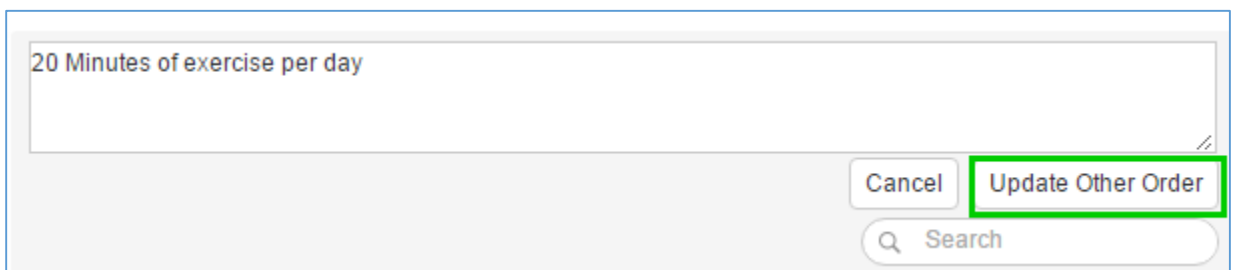 20 Minutes of exercise per day
Cancel Update Other Order
Search